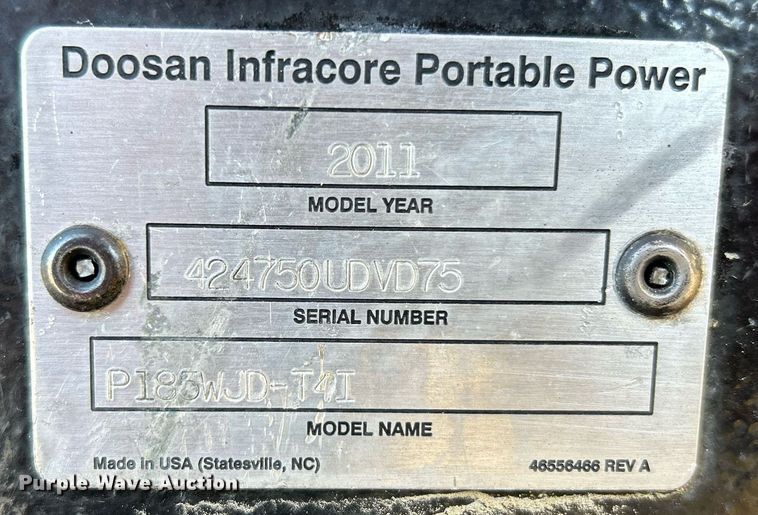 Doosan Infracore Portable Power
2011
MODEL YEAR
424750UDVD75
SERIAL NUMBER
P185WJD-T4I
MODEL NAME
Made in USA (Statesville, NC) 46556466 REV A
Purple Wave Auction